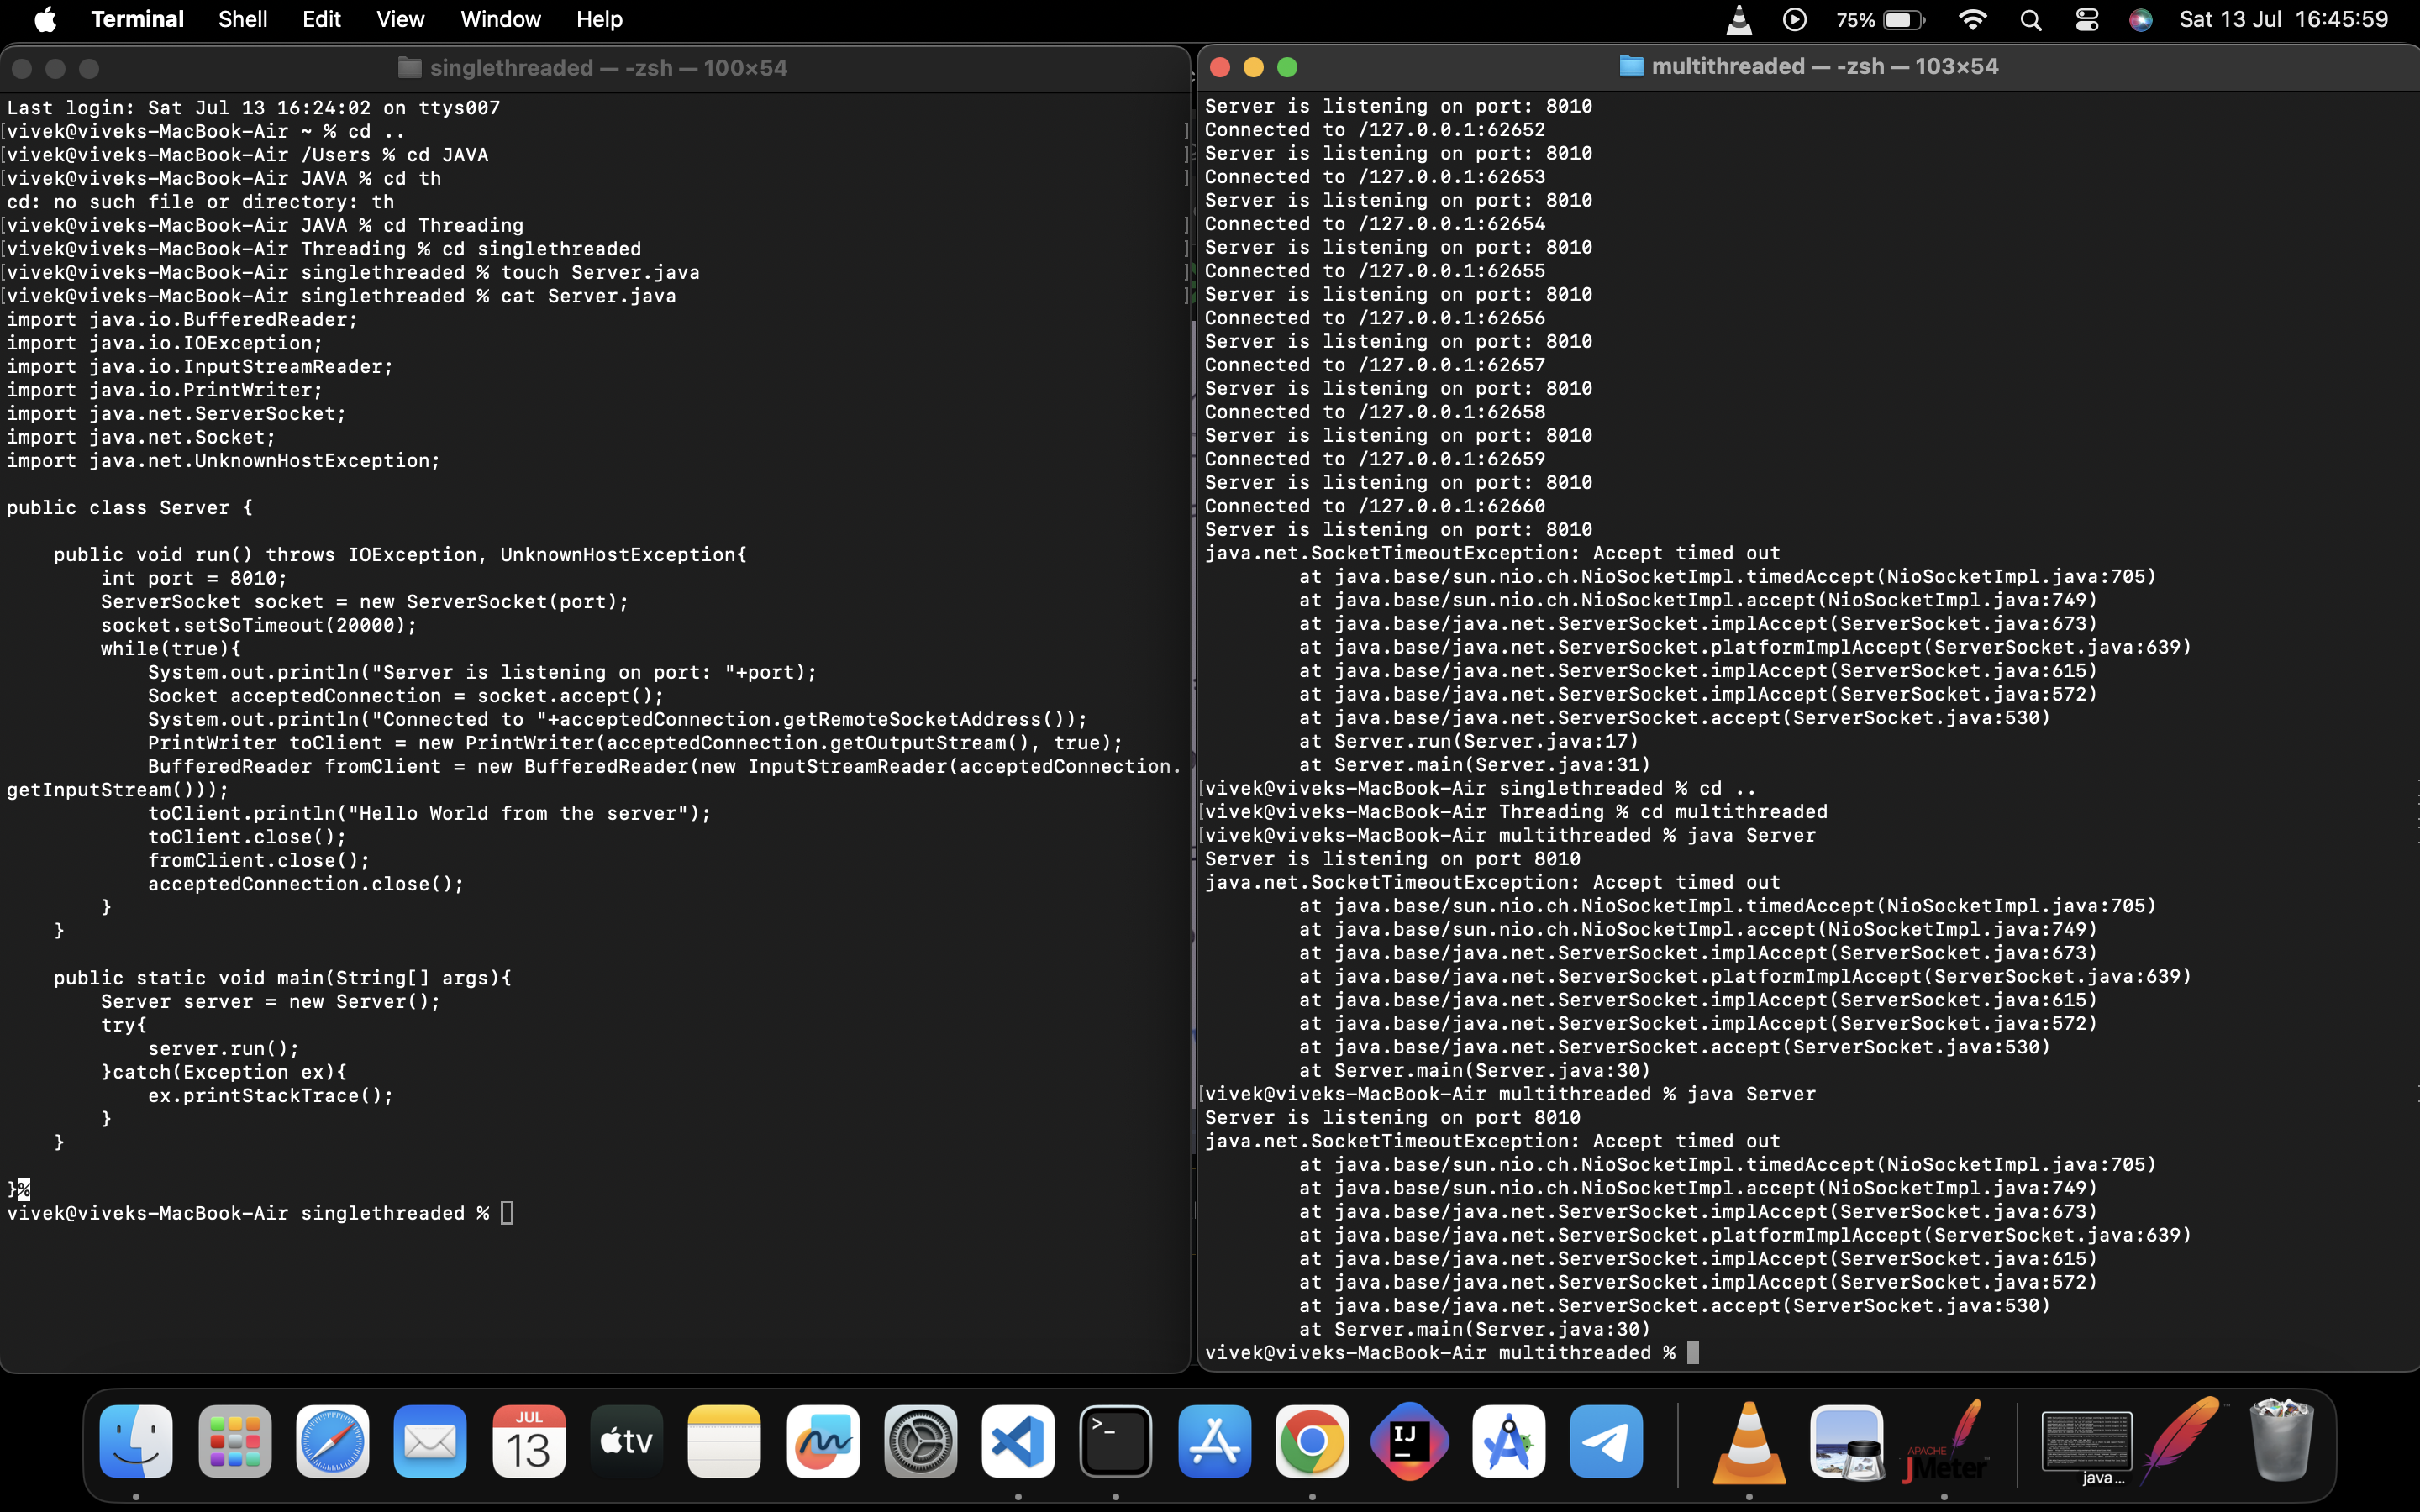 Terminal Shell Edit View Window Help 75% Sat 13 Jul 16:45:59
singlethreaded — -zsh — 100×54
Last login: Sat Jul 13 16:24:02 on ttys007
[vivek@viveks-MacBook-Air ~ % cd .. ]
[vivek@viveks-MacBook-Air /Users % cd JAVA ]
[vivek@viveks-MacBook-Air JAVA % cd th ]
cd: no such file or directory: th
[vivek@viveks-MacBook-Air JAVA % cd Threading ]
[vivek@viveks-MacBook-Air Threading % cd singlethreaded ]
[vivek@viveks-MacBook-Air singlethreaded % touch Server.java ]
[vivek@viveks-MacBook-Air singlethreaded % cat Server.java ]
import java.io.BufferedReader;
import java.io.IOException;
import java.io.InputStreamReader;
import java.io.PrintWriter;
import java.net.ServerSocket;
import java.net.Socket;
import java.net.UnknownHostException;
public class Server {
    public void run() throws IOException, UnknownHostException{
        int port = 8010;
        ServerSocket socket = new ServerSocket(port);
        socket.setSoTimeout(20000);
        while(true){
            System.out.println("Server is listening on port: "+port);
            Socket acceptedConnection = socket.accept();
            System.out.println("Connected to "+acceptedConnection.getRemoteSocketAddress());
            PrintWriter toClient = new PrintWriter(acceptedConnection.getOutputStream(), true);
            BufferedReader fromClient = new BufferedReader(new InputStreamReader(acceptedConnection.
getInputStream()));
            toClient.println("Hello World from the server");
            toClient.close();
            fromClient.close();
            acceptedConnection.close();
        }
    }
    public static void main(String[] args){
        Server server = new Server();
        try{
            server.run();
        }catch(Exception ex){
            ex.printStackTrace();
        }
    }
}%
vivek@viveks-MacBook-Air singlethreaded %
multithreaded — -zsh — 103×54
Server is listening on port: 8010
Connected to /127.0.0.1:62652
Server is listening on port: 8010
Connected to /127.0.0.1:62653
Server is listening on port: 8010
Connected to /127.0.0.1:62654
Server is listening on port: 8010
Connected to /127.0.0.1:62655
Server is listening on port: 8010
Connected to /127.0.0.1:62656
Server is listening on port: 8010
Connected to /127.0.0.1:62657
Server is listening on port: 8010
Connected to /127.0.0.1:62658
Server is listening on port: 8010
Connected to /127.0.0.1:62659
Server is listening on port: 8010
Connected to /127.0.0.1:62660
Server is listening on port: 8010
java.net.SocketTimeoutException: Accept timed out
        at java.base/sun.nio.ch.NioSocketImpl.timedAccept(NioSocketImpl.java:705)
        at java.base/sun.nio.ch.NioSocketImpl.accept(NioSocketImpl.java:749)
        at java.base/java.net.ServerSocket.implAccept(ServerSocket.java:673)
        at java.base/java.net.ServerSocket.platformImplAccept(ServerSocket.java:639)
        at java.base/java.net.ServerSocket.implAccept(ServerSocket.java:615)
        at java.base/java.net.ServerSocket.implAccept(ServerSocket.java:572)
        at java.base/java.net.ServerSocket.accept(ServerSocket.java:530)
        at Server.run(Server.java:17)
        at Server.main(Server.java:31)
[vivek@viveks-MacBook-Air singlethreaded % cd ..
[vivek@viveks-MacBook-Air Threading % cd multithreaded
[vivek@viveks-MacBook-Air multithreaded % java Server
Server is listening on port 8010
java.net.SocketTimeoutException: Accept timed out
        at java.base/sun.nio.ch.NioSocketImpl.timedAccept(NioSocketImpl.java:705)
        at java.base/sun.nio.ch.NioSocketImpl.accept(NioSocketImpl.java:749)
        at java.base/java.net.ServerSocket.implAccept(ServerSocket.java:673)
        at java.base/java.net.ServerSocket.platformImplAccept(ServerSocket.java:639)
        at java.base/java.net.ServerSocket.implAccept(ServerSocket.java:615)
        at java.base/java.net.ServerSocket.implAccept(ServerSocket.java:572)
        at java.base/java.net.ServerSocket.accept(ServerSocket.java:530)
        at Server.main(Server.java:30)
[vivek@viveks-MacBook-Air multithreaded % java Server
Server is listening on port 8010
java.net.SocketTimeoutException: Accept timed out
        at java.base/sun.nio.ch.NioSocketImpl.timedAccept(NioSocketImpl.java:705)
        at java.base/sun.nio.ch.NioSocketImpl.accept(NioSocketImpl.java:749)
        at java.base/java.net.ServerSocket.implAccept(ServerSocket.java:673)
        at java.base/java.net.ServerSocket.platformImplAccept(ServerSocket.java:639)
        at java.base/java.net.ServerSocket.implAccept(ServerSocket.java:615)
        at java.base/java.net.ServerSocket.implAccept(ServerSocket.java:572)
        at java.base/java.net.ServerSocket.accept(ServerSocket.java:530)
        at Server.main(Server.java:30)
vivek@viveks-MacBook-Air multithreaded %
JUL
13
tv
>_
IJ
APACHE
JMeter
java...